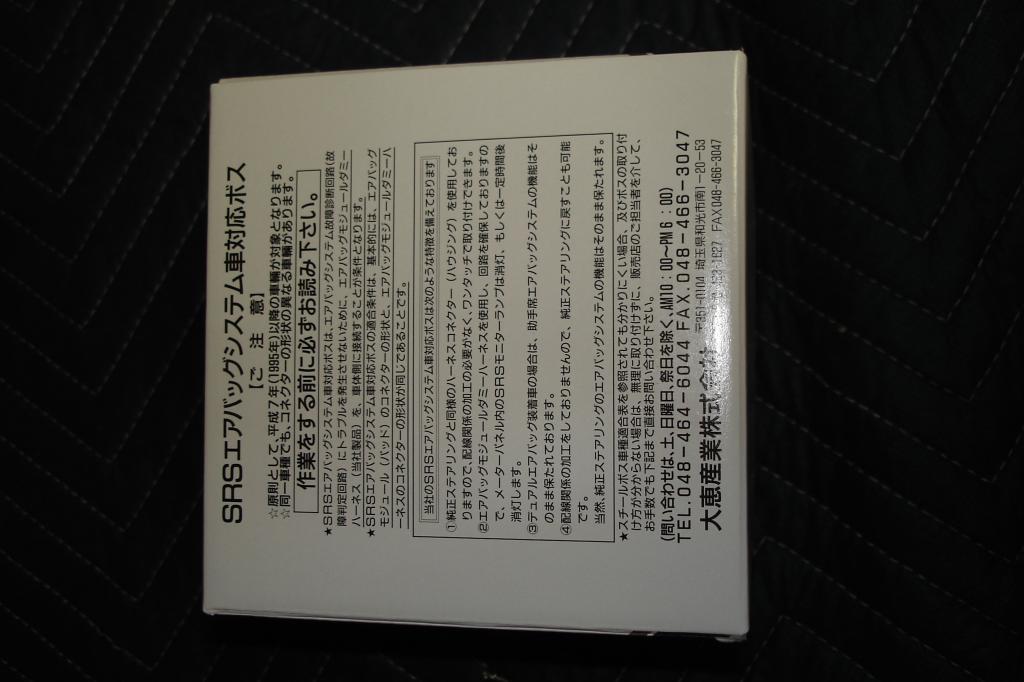 SRSエアバッグシステム車対応ボス
【ご注意】
☆原則として、平成7年(1995年)以降の車輛が対象となります。
☆同一車種でも、コネクターの形状の異なる車輛があります。
作業をする前に必ずお読み下さい。
★SRSエアバッグシステム車対応ボスは、エアバッグシステム故障診断回路(故
障判定回路)にトラブルを発生させないために、エアバッグモジュールダミー
ハーネス(当社製品)を、車体側に接続することが条件となります。
★SRSエアバッグシステム車対応ボスの適合条件は、基本的には、エアバッグ
モジュール(パッド)のコネクターの形状と、エアバッグモジュールダミーハ
ーネスのコネクターの形状が同じであることです。
当社のSRSエアバッグシステム車対応ボスは次のような特徴を備えております
①純正ステアリングと同様のハーネスコネクター(ハウジング)を使用してお
りますので、配線関係の加工の必要がなく、ワンタッチで取り付けできます。
②エアバッグモジュールダミーハーネスを使用し、回路を確保しておりますの
で、メーターパネル内のSRSモニターランプは消灯、もしくは一定時間後
消灯します。
③デュアルエアバッグ装着車の場合は、助手席エアバッグシステムの機能はそ
のまま保たれております。
④配線関係の加工をしておりませんので、純正ステアリングに戻すことも可能
です。
当然、純正ステアリングのエアバッグシステムの機能はそのまま保たれます。
★スチールボス車種適合表を参照されても分かりにくい場合、及びボスの取り付
け方が分からない場合は、無理に取り付けずに、販売店のご担当者を介して、
お手数でも下記まで直接お問い合わせ下さい。
(問い合わせは、土、日曜日、祭日を除く、AM10:00〜PM6:00)
TEL.048-464-6044 FAX.048-466-3047
大恵産業株式会社 〒351-0104 埼玉県和光市南1-20-53
FAX 048-466-3047